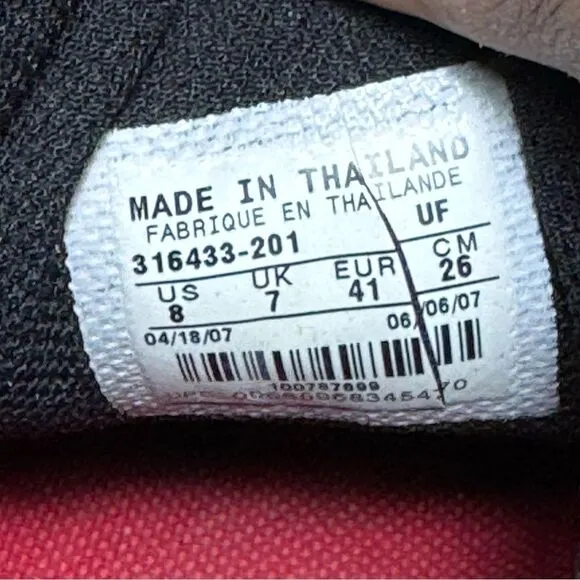 MADE IN THAILAND
FABRIQUE EN THAILANDE
316433-201 UF
US UK EUR CM
8 7 41 26
04/18/07 06/06/07
100787899